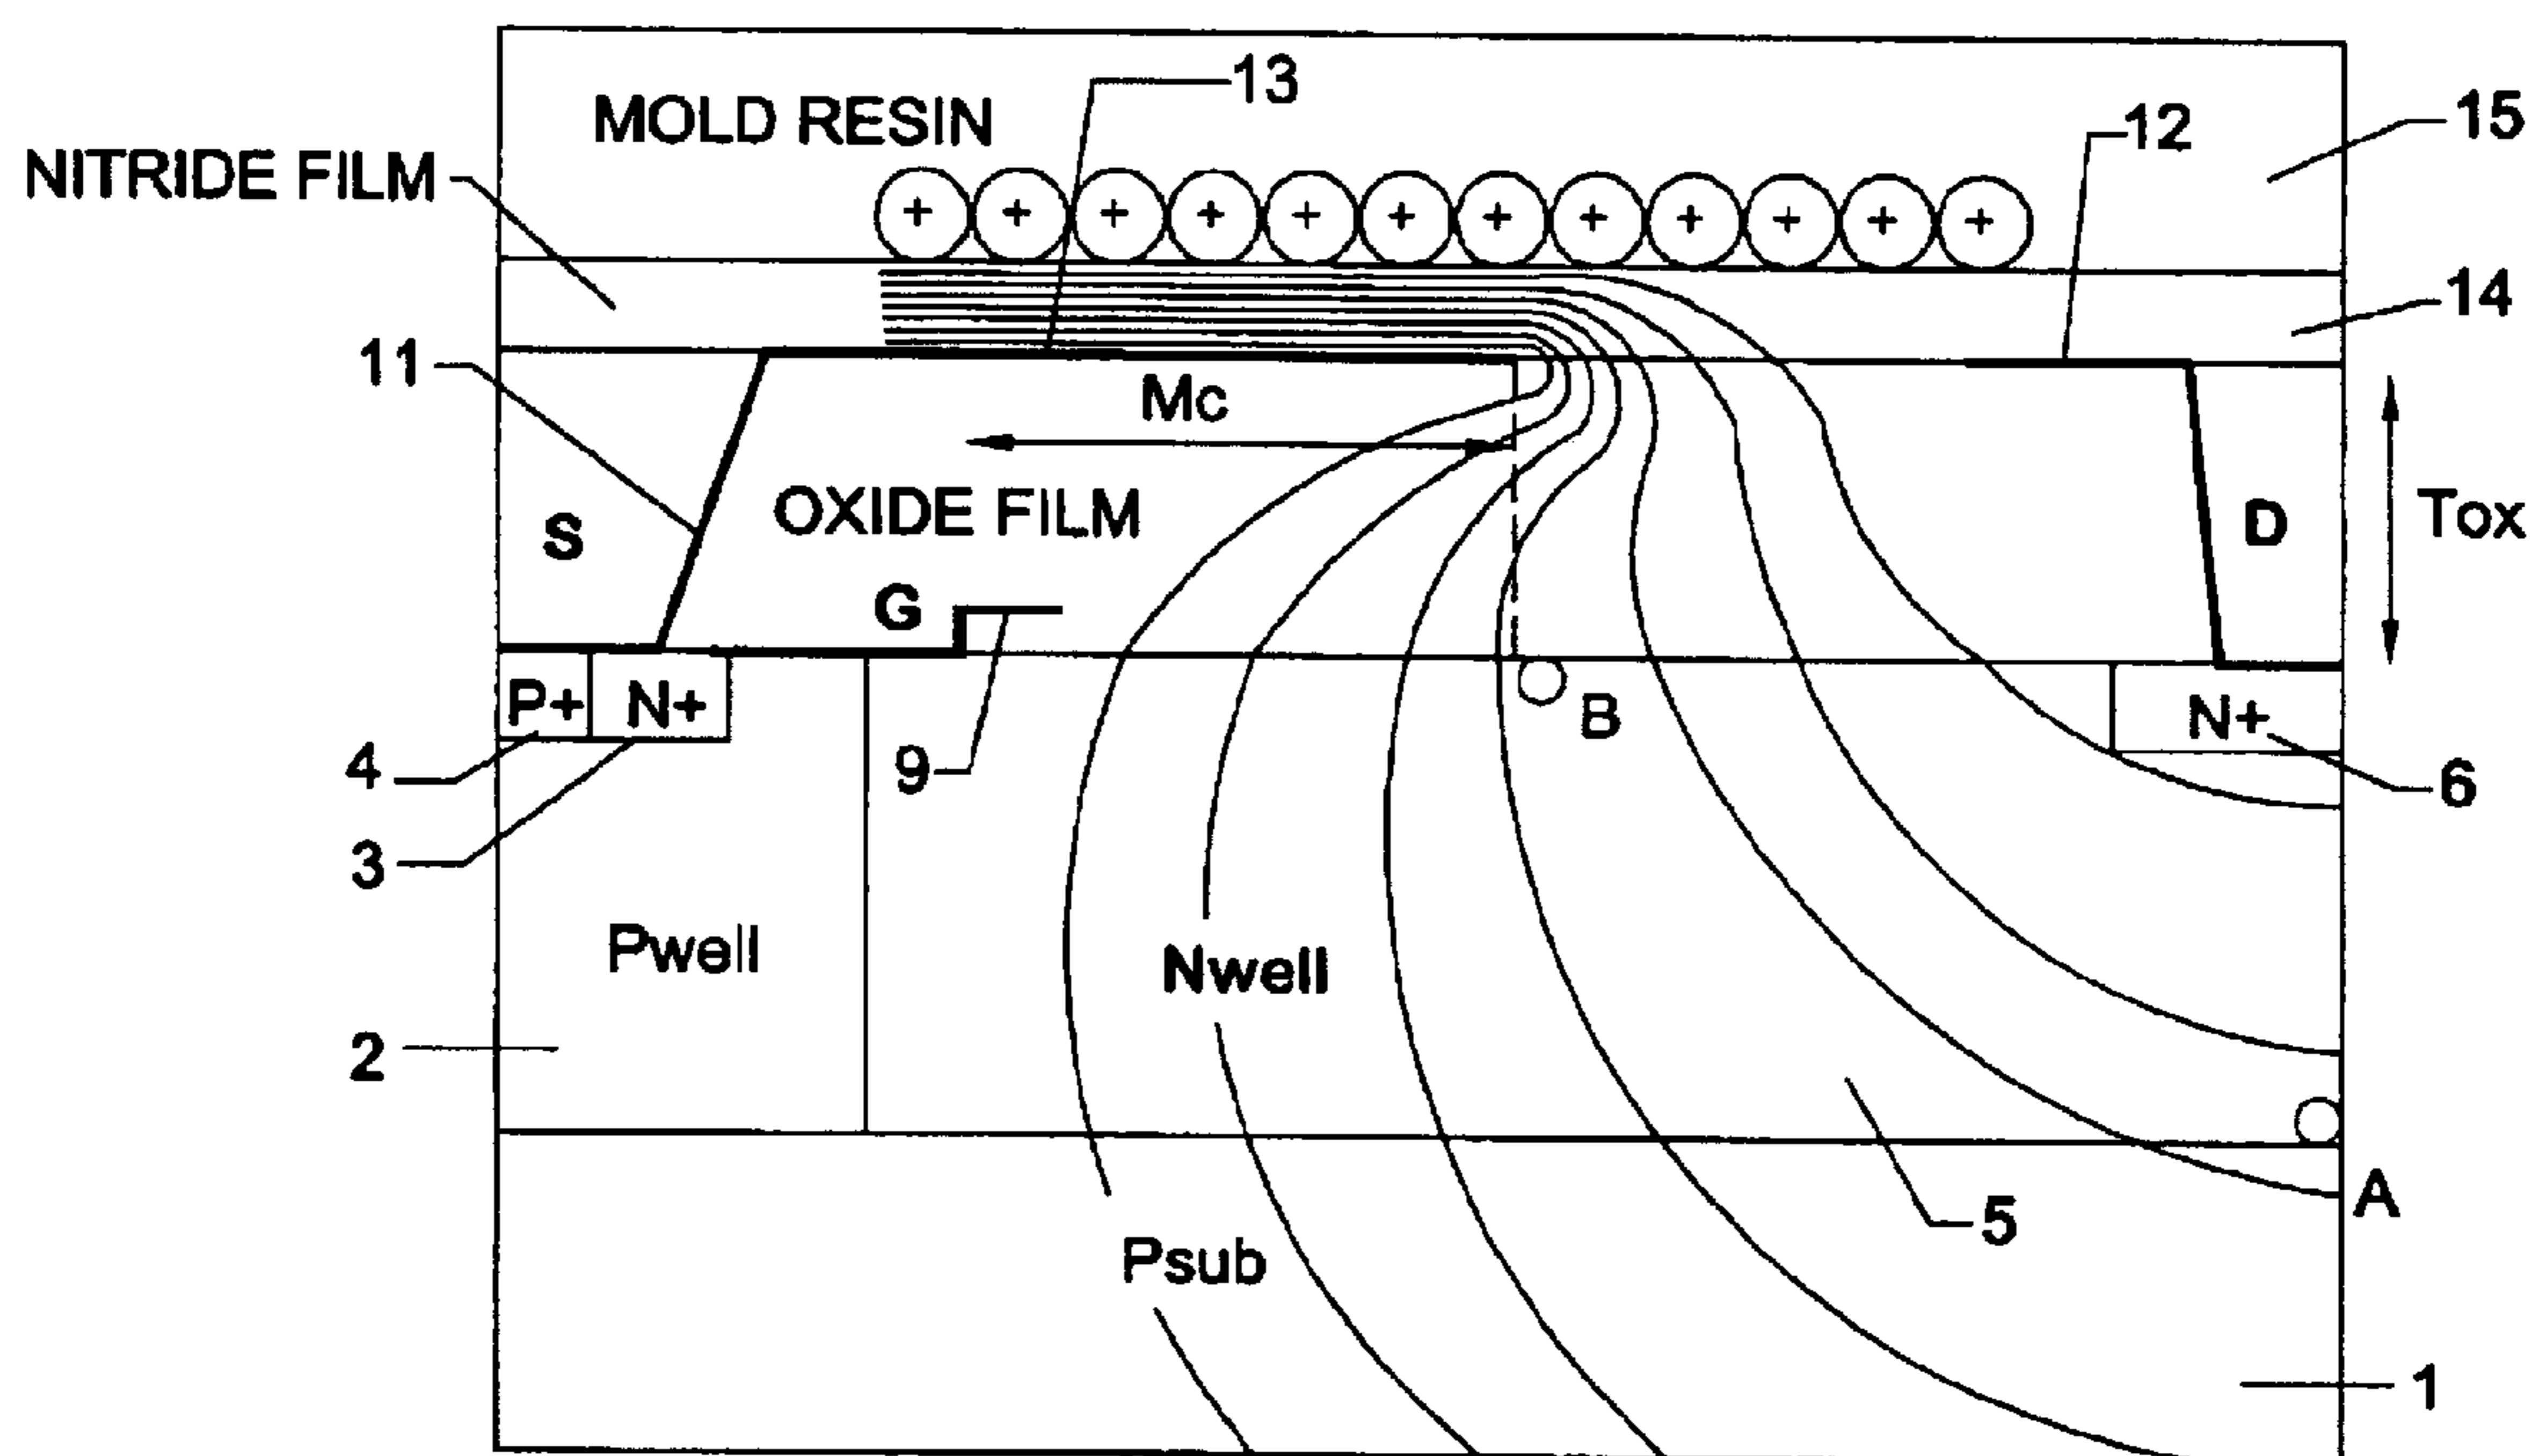 13
MOLD RESIN
12
15
NITRIDE FILM
+ + + + + + + + + + + +
14
11
Mc
OXIDE FILM
S
D
Tox
G
P+
N+
B
N+
4
9
6
3
Pwell
Nwell
2
5
A
Psub
1